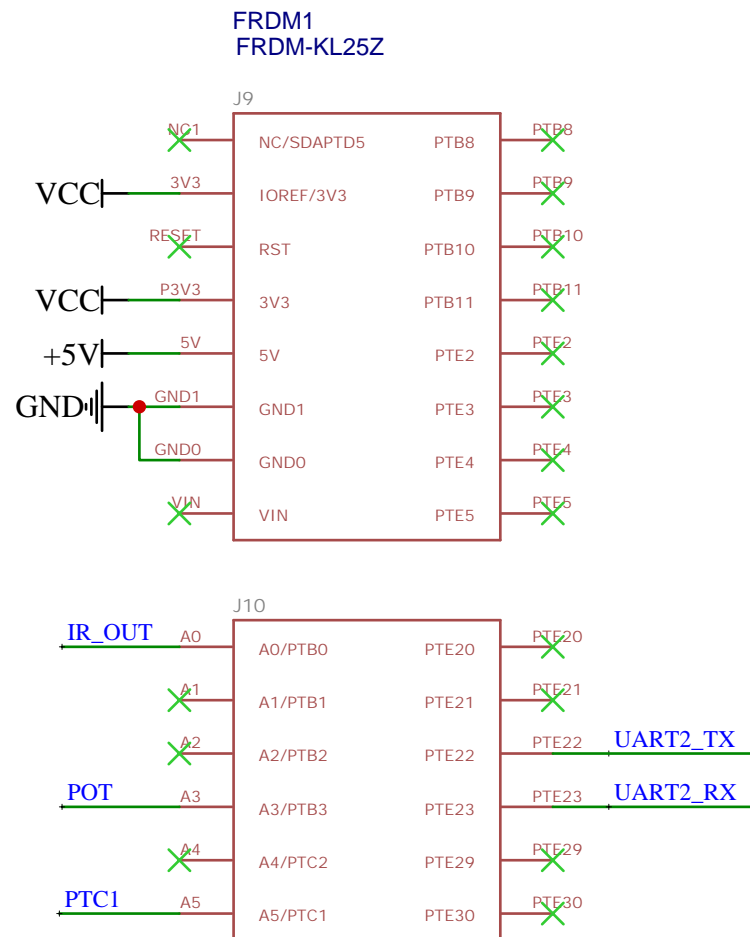 FRDM1
FRDM-KL25Z
J9
NC1 NC/SDAPTD5 PTB8 PTB8
VCC 3V3 IOREF/3V3 PTB9 PTB9
RESET RST PTB10 PTB10
VCC P3V3 3V3 PTB11 PTB11
+5V 5V 5V PTE2 PTE2
GND GND1 GND1 PTE3 PTE3
GND0 GND0 PTE4 PTE4
VIN VIN PTE5 PTE5
J10
IR_OUT A0 A0/PTB0 PTE20 PTE20
A1 A1/PTB1 PTE21 PTE21
A2 A2/PTB2 PTE22 PTE22 UART2_TX
POT A3 A3/PTB3 PTE23 PTE23 UART2_RX
A4 A4/PTC2 PTE29 PTE29
PTC1 A5 A5/PTC1 PTE30 PTE30